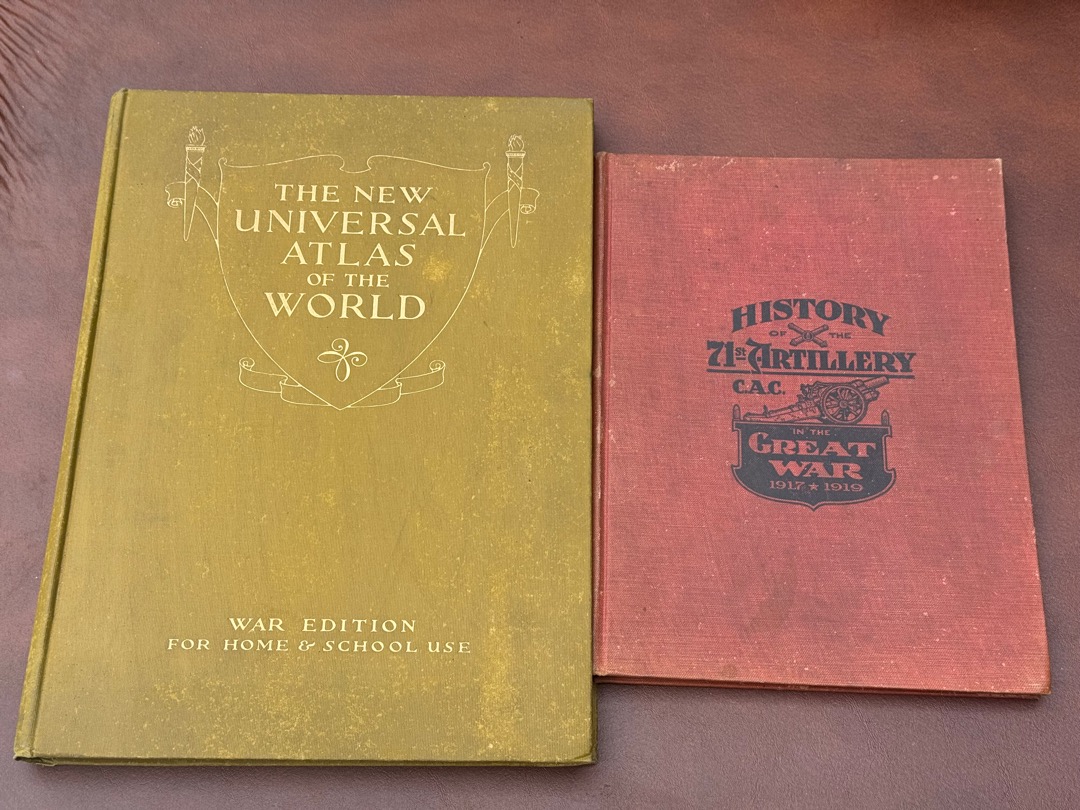 THE NEW
UNIVERSAL
ATLAS
OF THE
WORLD
WAR EDITION
FOR HOME & SCHOOL USE
HISTORY
OF THE
71st ARTILLERY
C.A.C.
IN THE
GREAT
WAR
1917 ★ 1919